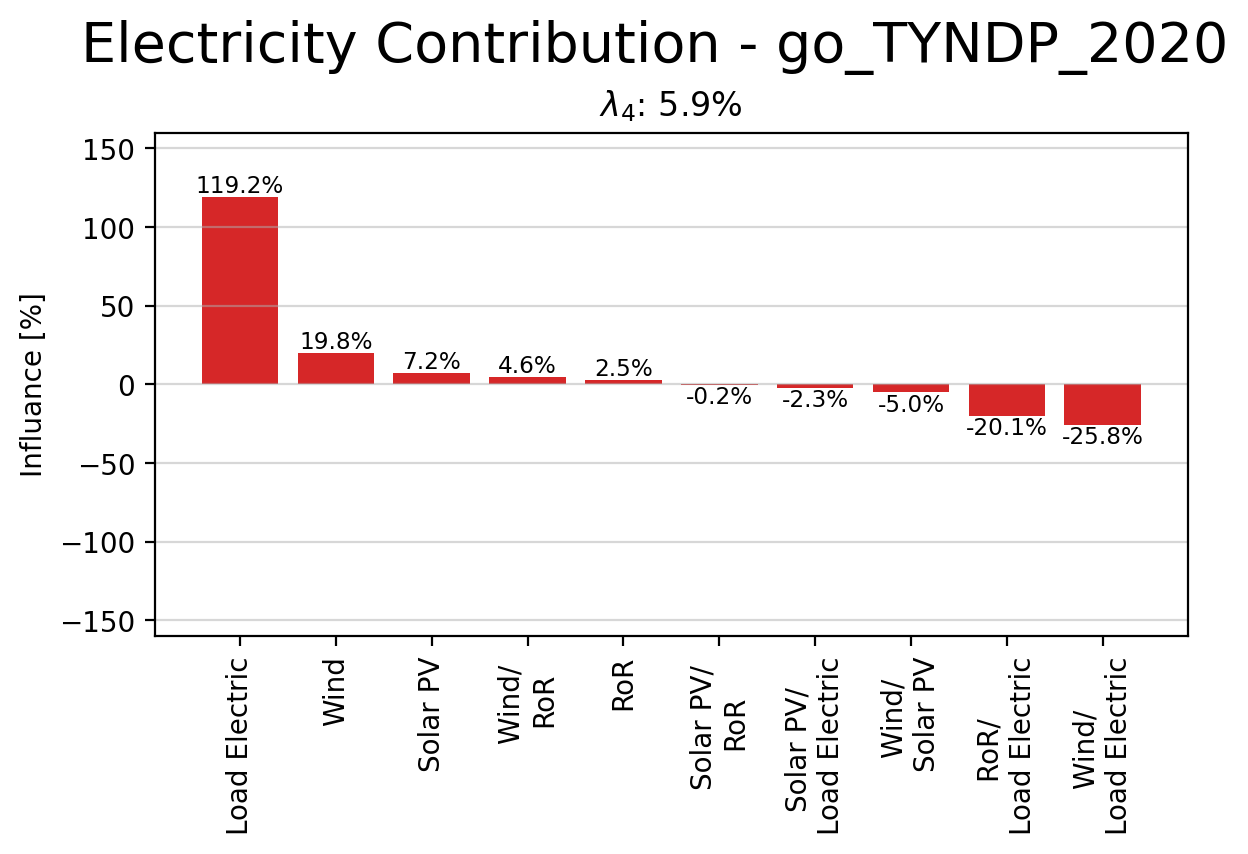 Electricity Contribution - go_TYNDP_2020
λ₄: 5.9%
Influance [%]
150
100
50
0
−50
−100
−150
119.2%
19.8%
7.2%
4.6%
2.5%
-0.2%
-2.3%
-5.0%
-20.1%
-25.8%
Load Electric
Wind
Solar PV
Wind/
RoR
RoR
Solar PV/
RoR
Solar PV/
Load Electric
Wind/
Solar PV
RoR/
Load Electric
Wind/
Load Electric